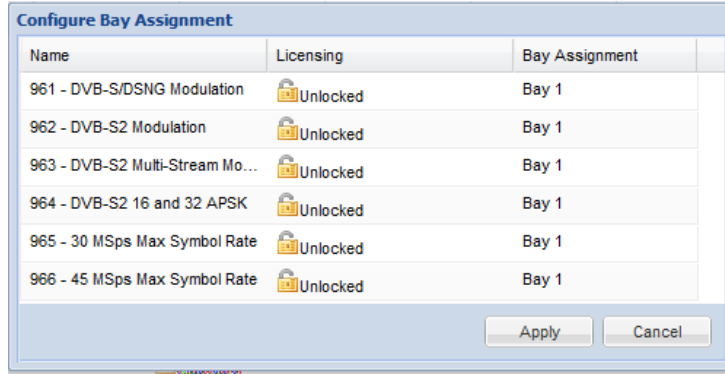 Configure Bay Assignment
Name Licensing Bay Assignment
961 - DVB-S/DSNG Modulation Unlocked Bay 1
962 - DVB-S2 Modulation Unlocked Bay 1
963 - DVB-S2 Multi-Stream Mo... Unlocked Bay 1
964 - DVB-S2 16 and 32 APSK Unlocked Bay 1
965 - 30 MSps Max Symbol Rate Unlocked Bay 1
966 - 45 MSps Max Symbol Rate Unlocked Bay 1
Apply Cancel